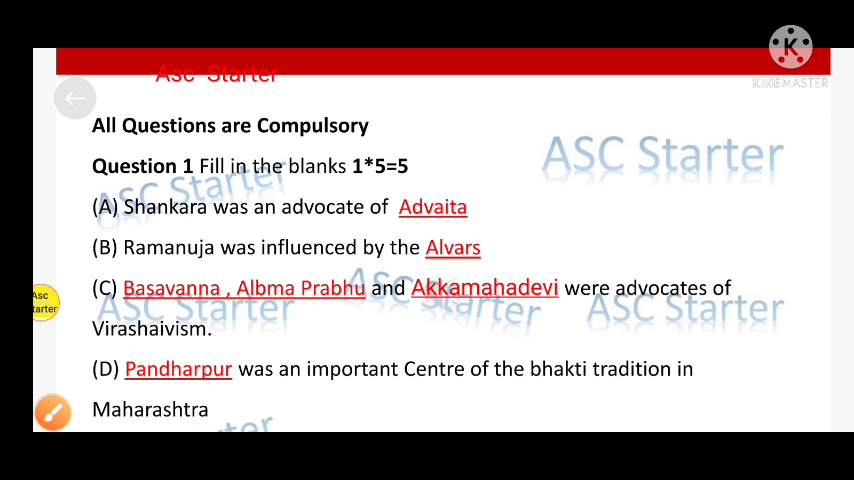 Asc Starter
KINEMASTER
All Questions are Compulsory
ASC Starter
Question 1 Fill in the blanks 1*5=5
ASC Starter
(A) Shankara was an advocate of Advaita
(B) Ramanuja was influenced by the Alvars
(C) Basavanna , Albma Prabhu and Akkamahadevi were advocates of
Asc
tarter
ASC Starter
ASC Starter
ASC Starter
Virashaivism.
(D) Pandharpur was an important Centre of the bhakti tradition in
Maharashtra